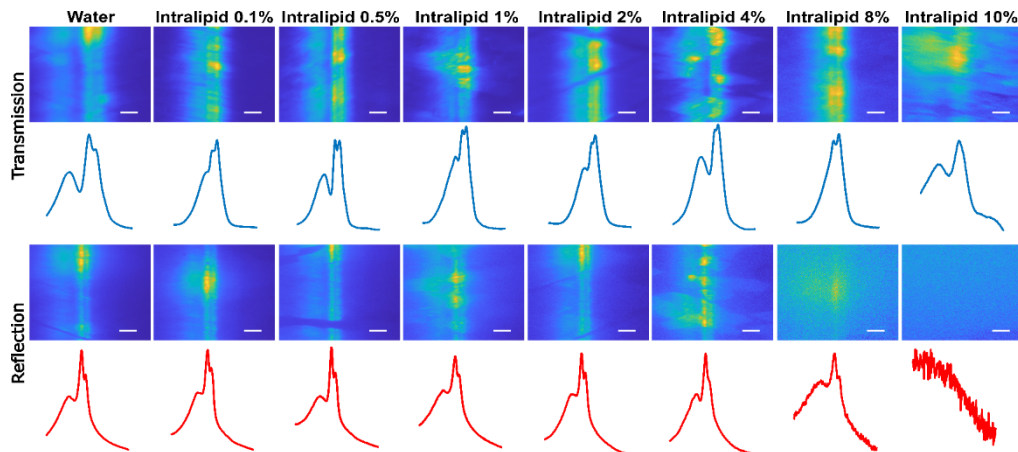 Water Intralipid 0.1% Intralipid 0.5% Intralipid 1% Intralipid 2% Intralipid 4% Intralipid 8% Intralipid 10%
Transmission
Reflection